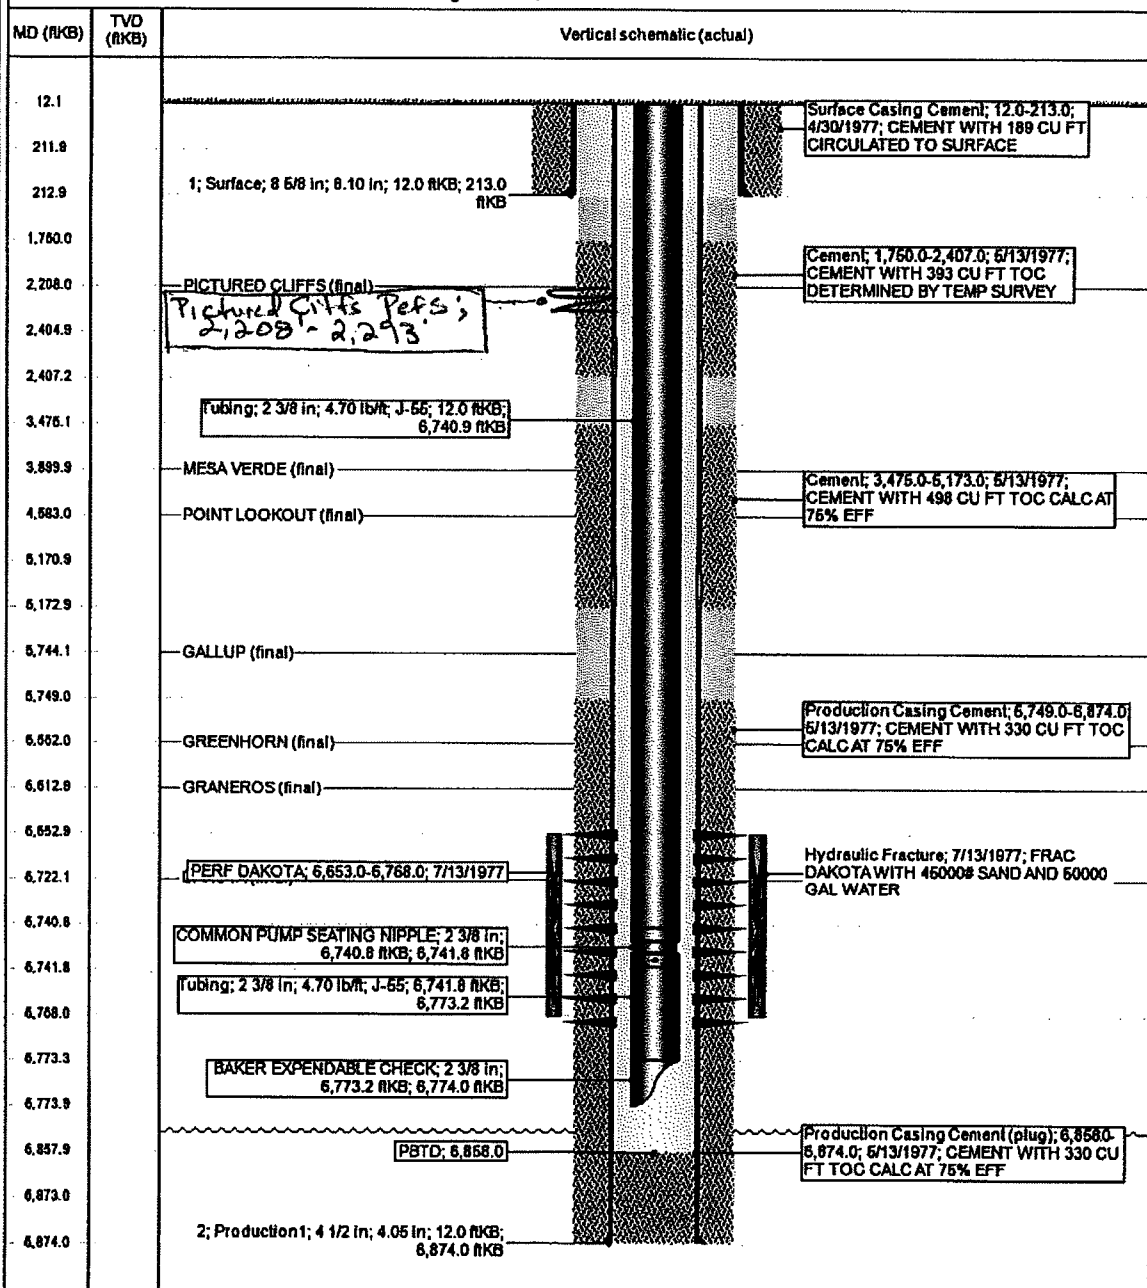 MD (ftKB)
TVD
(ftKB)
Vertical schematic (actual)
12.1
211.9
212.9
1,750.0
2,208.0
2,404.9
2,407.2
3,475.1
3,899.9
4,583.0
5,170.9
5,172.9
5,744.1
5,749.0
6,552.0
6,612.9
6,652.9
6,722.1
6,740.8
6,741.8
6,768.0
6,773.3
6,773.9
6,857.9
6,873.0
6,874.0
Surface Casing Cement; 12.0-213.0;
4/30/1977; CEMENT WITH 189 CU FT
CIRCULATED TO SURFACE
1; Surface; 8 5/8 in; 8.10 in; 12.0 ftKB; 213.0
ftKB
Cement; 1,750.0-2,407.0; 5/13/1977;
CEMENT WITH 393 CU FT TOC
DETERMINED BY TEMP SURVEY
PICTURED CLIFFS (final)
Pictured Cliffs Perfs;
2,208' - 2,293'
Tubing; 2 3/8 in; 4.70 lb/ft; J-55; 12.0 ftKB;
6,740.9 ftKB
MESA VERDE (final)
Cement; 3,475.0-5,173.0; 5/13/1977;
CEMENT WITH 498 CU FT TOC CALC AT
75% EFF
POINT LOOKOUT (final)
GALLUP (final)
Production Casing Cement; 5,749.0-6,874.0
5/13/1977; CEMENT WITH 330 CU FT TOC
CALC AT 75% EFF
GREENHORN (final)
GRANEROS (final)
Hydraulic Fracture; 7/13/1977; FRAC
DAKOTA WITH 45000# SAND AND 50000
GAL WATER
PERF DAKOTA; 6,653.0-6,768.0; 7/13/1977
COMMON PUMP SEATING NIPPLE; 2 3/8 in;
6,740.8 ftKB; 6,741.8 ftKB
Tubing; 2 3/8 in; 4.70 lb/ft; J-55; 6,741.8 ftKB;
6,773.2 ftKB
BAKER EXPENDABLE CHECK; 2 3/8 in;
6,773.2 ftKB; 6,774.0 ftKB
PBTD; 6,858.0
Production Casing Cement (plug); 6,858.0-
6,874.0; 5/13/1977; CEMENT WITH 330 CU
FT TOC CALC AT 75% EFF
2; Production1; 4 1/2 in; 4.05 in; 12.0 ftKB;
6,874.0 ftKB